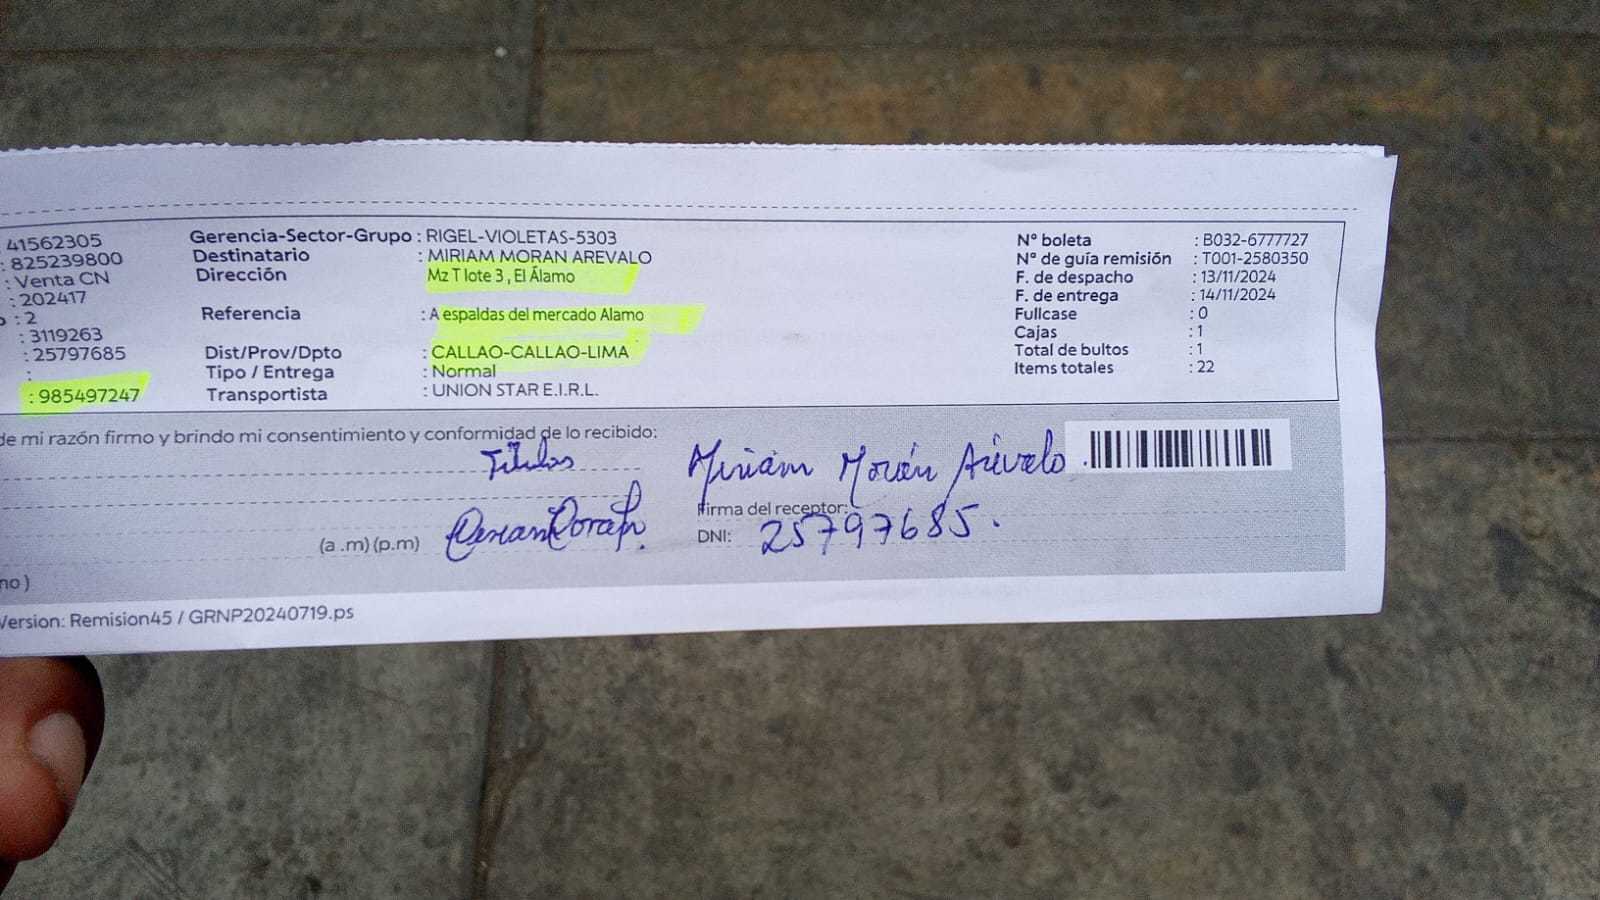 41562305
: 825239800
: Venta CN
: 202417
: 2
: 3119263
: 25797685
:
: 985497247
Gerencia-Sector-Grupo : RIGEL-VIOLETAS-5303
Destinatario : MIRIAM MORAN AREVALO
Dirección Mz T lote 3 , El Álamo
Referencia : A espaldas del mercado Alamo
Dist/Prov/Dpto : CALLAO-CALLAO-LIMA
Tipo / Entrega : Normal
Transportista : UNION STAR E.I.R.L.
N° boleta : B032-6777727
N° de guía remisión : T001-2580350
F. de despacho : 13/11/2024
F. de entrega : 14/11/2024
Fullcase : 0
Cajas : 1
Total de bultos : 1
Items totales : 22
de mi razón firmo y brindo mi consentimiento y conformidad de lo recibido:
Titular
Miriam Morán Arévalo.
Firma del receptor:
(a .m) (p.m)
DNI: 25797685.
no )
Version: Remision45 / GRNP20240719.ps